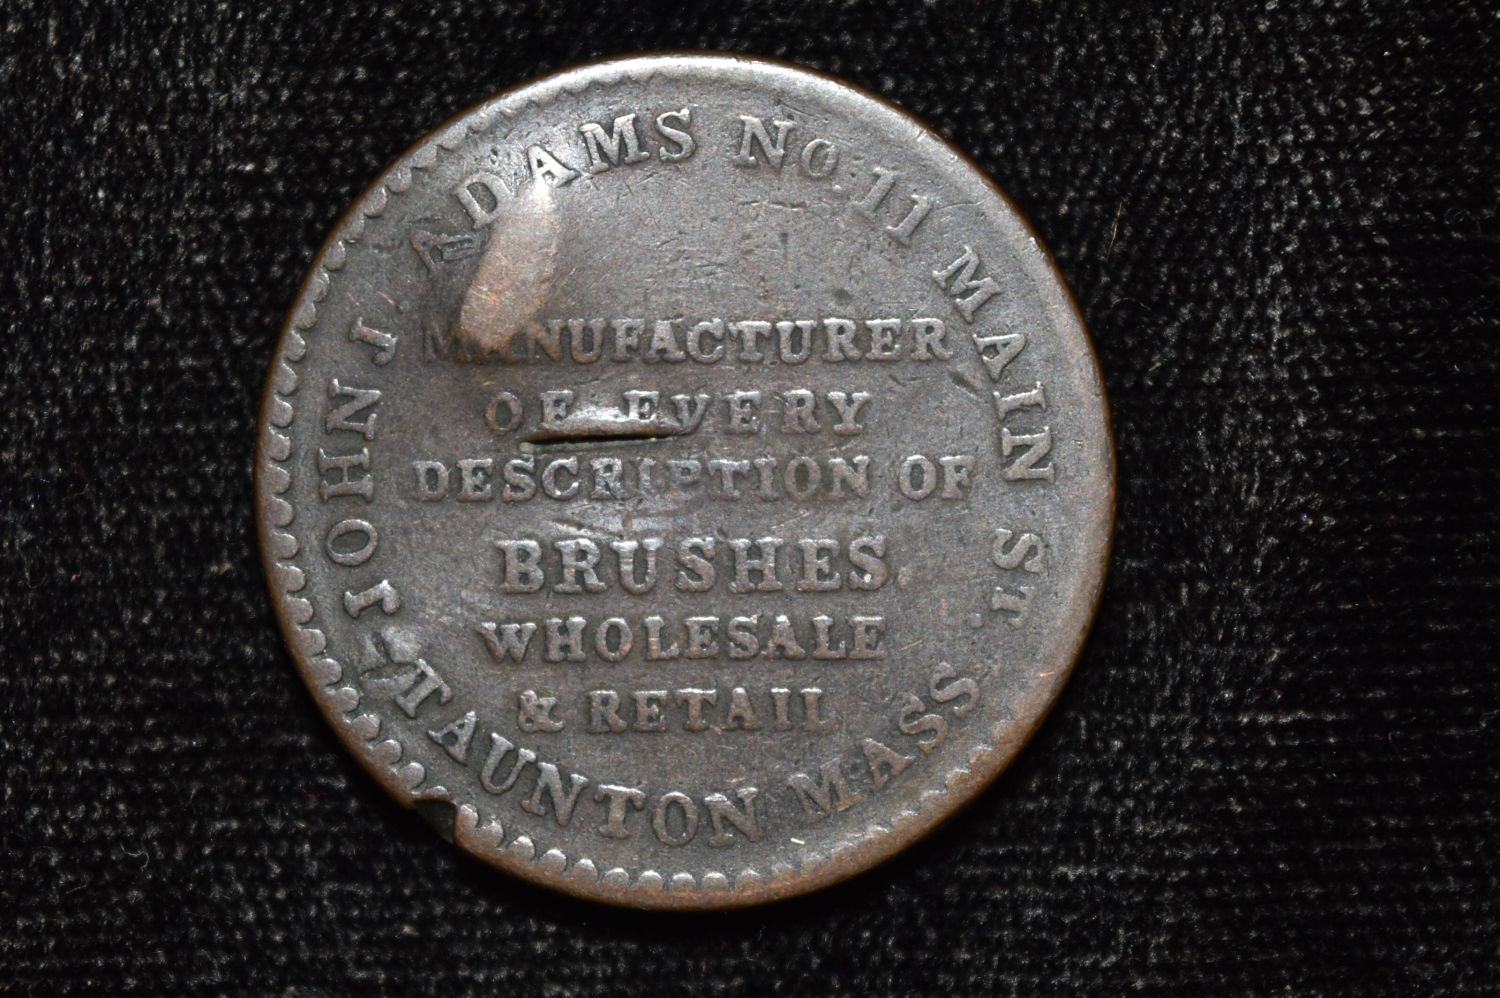 JOHN J. ADAMS No. 11 MAIN ST.
TAUNTON MASS.
MANUFACTURER
OF EVERY
DESCRIPTION OF
BRUSHES.
WHOLESALE
& RETAIL